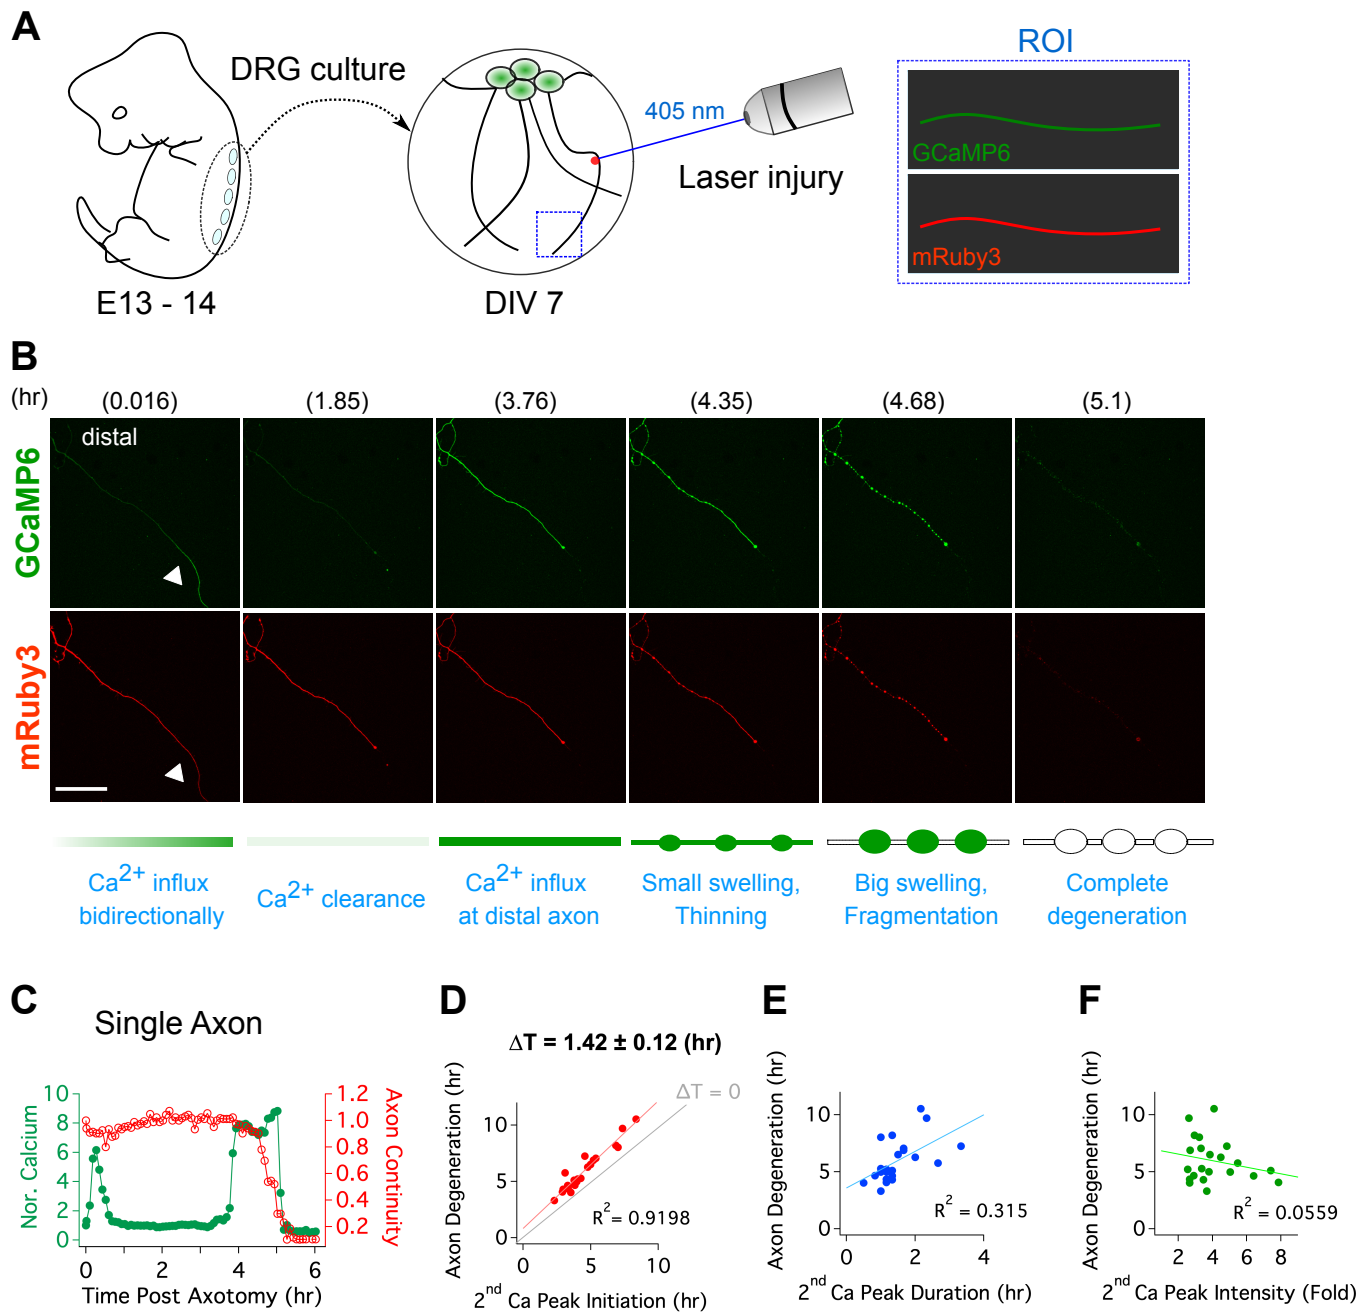 A
DRG culture
405 nm
Laser injury
E13 - 14
DIV 7
ROI
GCaMP6
mRuby3
B
(hr)
(0.016)
(1.85)
(3.76)
(4.35)
(4.68)
(5.1)
distal
GCaMP6
mRuby3
Ca2+ influx
bidirectionally
Ca2+ clearance
Ca2+ influx
at distal axon
Small swelling,
Thinning
Big swelling,
Fragmentation
Complete
degeneration
C
Single Axon
Nor. Calcium
10
8
6
4
2
0
1.2
1.0
0.8
0.6
0.4
0.2
Axon Continuity
0
2
4
6
Time Post Axotomy (hr)
D
ΔT = 1.42 ± 0.12 (hr)
ΔT = 0
Axon Degeneration (hr)
10
5
0
R2 = 0.9198
0
5
10
2nd Ca Peak Initiation (hr)
E
Axon Degeneration (hr)
10
5
0
R2 = 0.315
0
2
4
2nd Ca Peak Duration (hr)
F
Axon Degeneration (hr)
10
5
0
R2 = 0.0559
2
4
6
8
2nd Ca Peak Intensity (Fold)